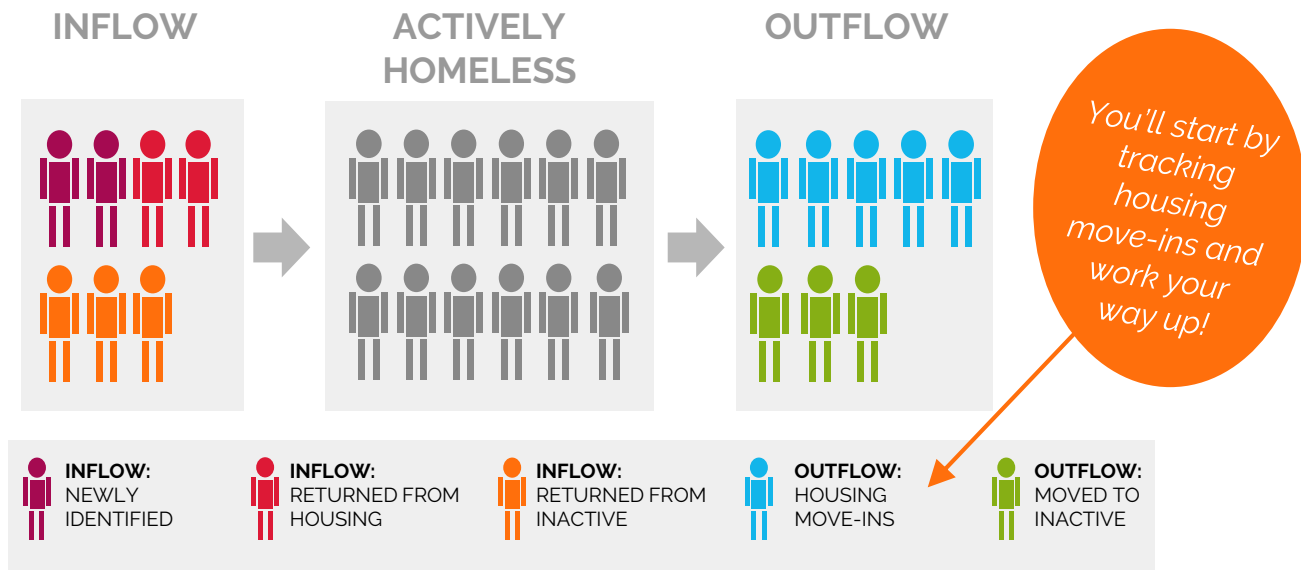 INFLOW
ACTIVELY
HOMELESS
OUTFLOW
You'll start by
tracking
housing
move-ins and
work your
way up!
INFLOW:
NEWLY
IDENTIFIED
INFLOW:
RETURNED FROM
HOUSING
INFLOW:
RETURNED FROM
INACTIVE
OUTFLOW:
HOUSING
MOVE-INS
OUTFLOW:
MOVED TO
INACTIVE